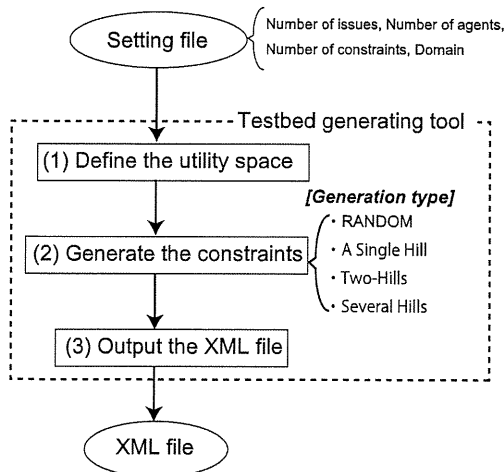 Setting file
Number of issues, Number of agents,
Number of constraints, Domain
Testbed generating tool
(1) Define the utility space
[Generation type]
・RANDOM
・A Single Hill
・Two-Hills
・Several Hills
(2) Generate the constraints
(3) Output the XML file
XML file